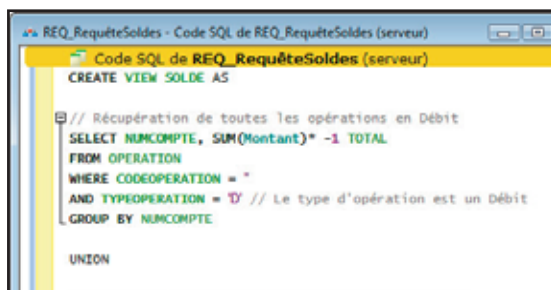 REQ_RequêteSoldes - Code SQL de REQ_RequêteSoldes (serveur)
Code SQL de REQ_RequêteSoldes (serveur)
CREATE VIEW SOLDE AS
// Récupération de toutes les opérations en Débit
SELECT NUMCOMPTE, SUM(Montant)* -1 TOTAL
FROM OPERATION
WHERE CODEOPERATION = ''
AND TYPEOPERATION = 'D' // Le type d'opération est un Débit
GROUP BY NUMCOMPTE
UNION